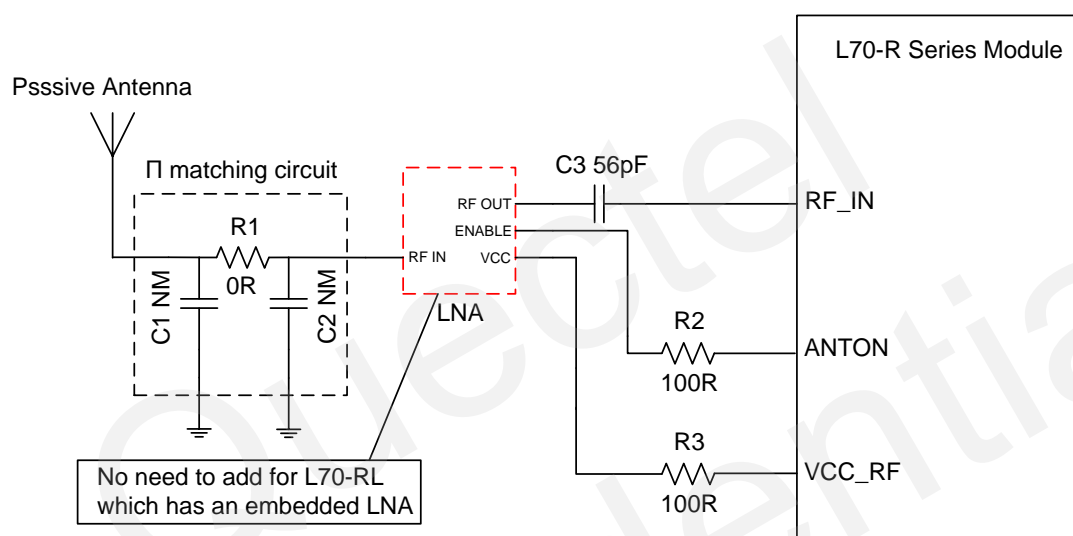 L70-R Series Module
Psssive Antenna
Π matching circuit
C3 56pF
RF OUT
RF_IN
R1
ENABLE
RF IN
VCC
0R
C1 NM
C2 NM
LNA
R2
ANTON
100R
R3
VCC_RF
100R
No need to add for L70-RL
which has an embedded LNA
Quectel